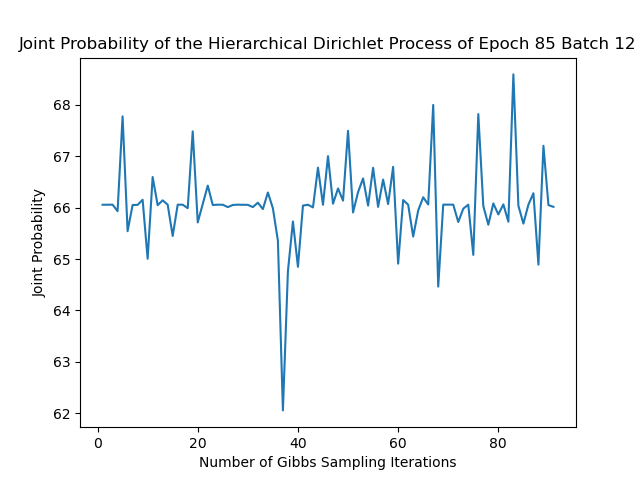 Joint Probability of the Hierarchical Dirichlet Process of Epoch 85 Batch 12
68
67
66
65
64
63
62
Joint Probability
0 20 40 60 80
Number of Gibbs Sampling Iterations